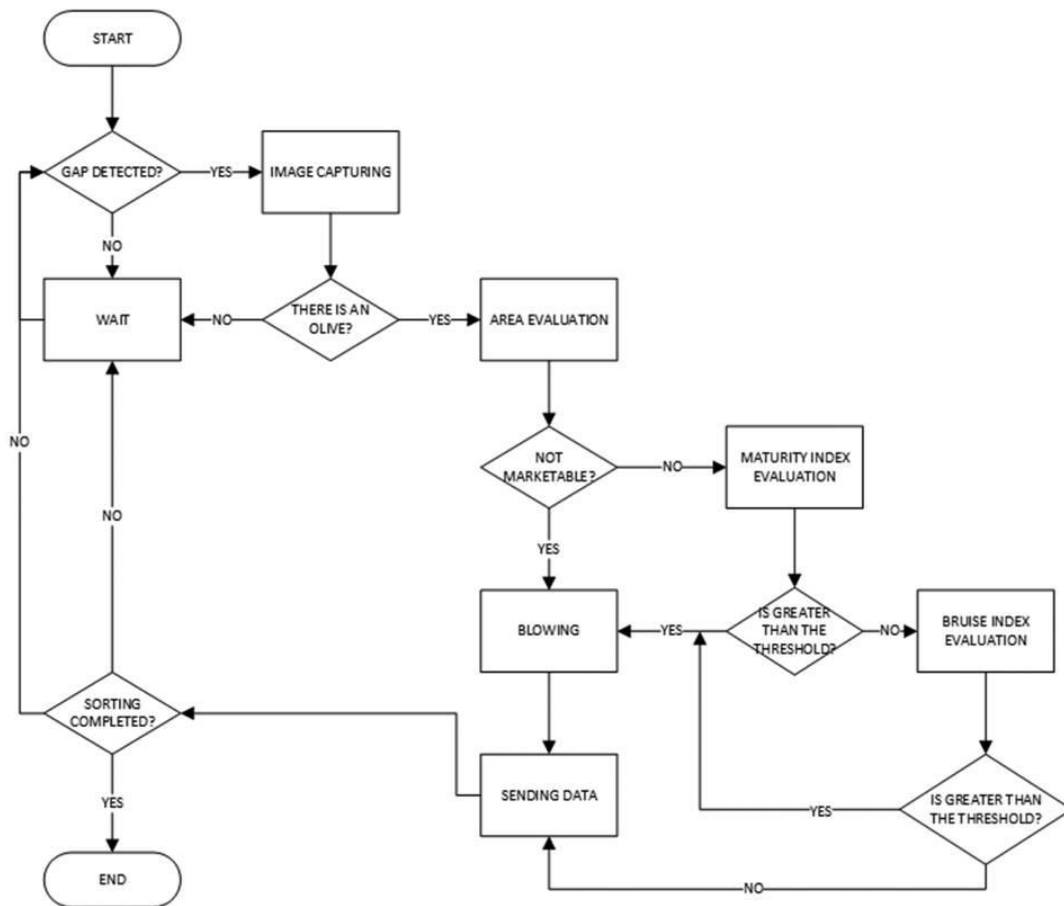 START
GAP DETECTED?
YES
IMAGE CAPTURING
NO
WAIT
NO
THERE IS AN
OLIVE?
YES
AREA EVALUATION
NO
NOT
MARKETABLE?
NO
MATURITY INDEX
EVALUATION
NO
YES
BLOWING
YES
IS GREATER
THAN THE
THRESHOLD?
NO
BRUISE INDEX
EVALUATION
SORTING
COMPLETED?
SENDING DATA
YES
IS GREATER THAN
THE THRESHOLD?
YES
NO
END